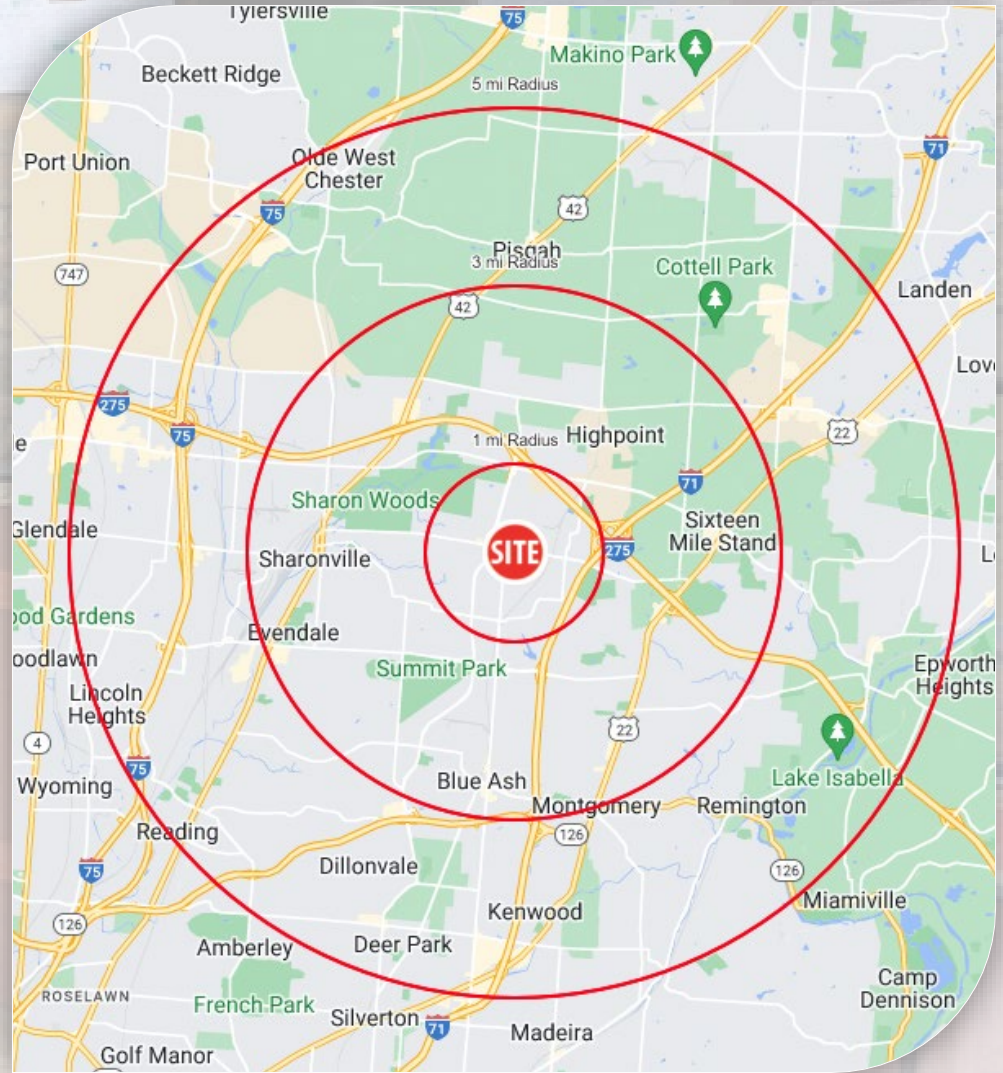 Tylersville
75
Makino Park
Beckett Ridge
5 mi Radius
71
Port Union
Olde West
Chester
75
42
Pisgah
3 mi Radius
Cottell Park
747
Landen
42
275
75
22
1 mi Radius
Highpoint
71
Sharon Woods
Sixteen
Mile Stand
Glendale
SITE
275
Sharonville
Evendale
Summit Park
Epworth
Heights
Lincoln
Heights
22
4
75
Lake Isabella
Wyoming
Blue Ash
Montgomery
Remington
Reading
126
75
Dillonvale
126
Miamiville
126
Kenwood
Amberley
Deer Park
Camp
Dennison
ROSELAWN
French Park
Silverton
71
Madeira
Golf Manor